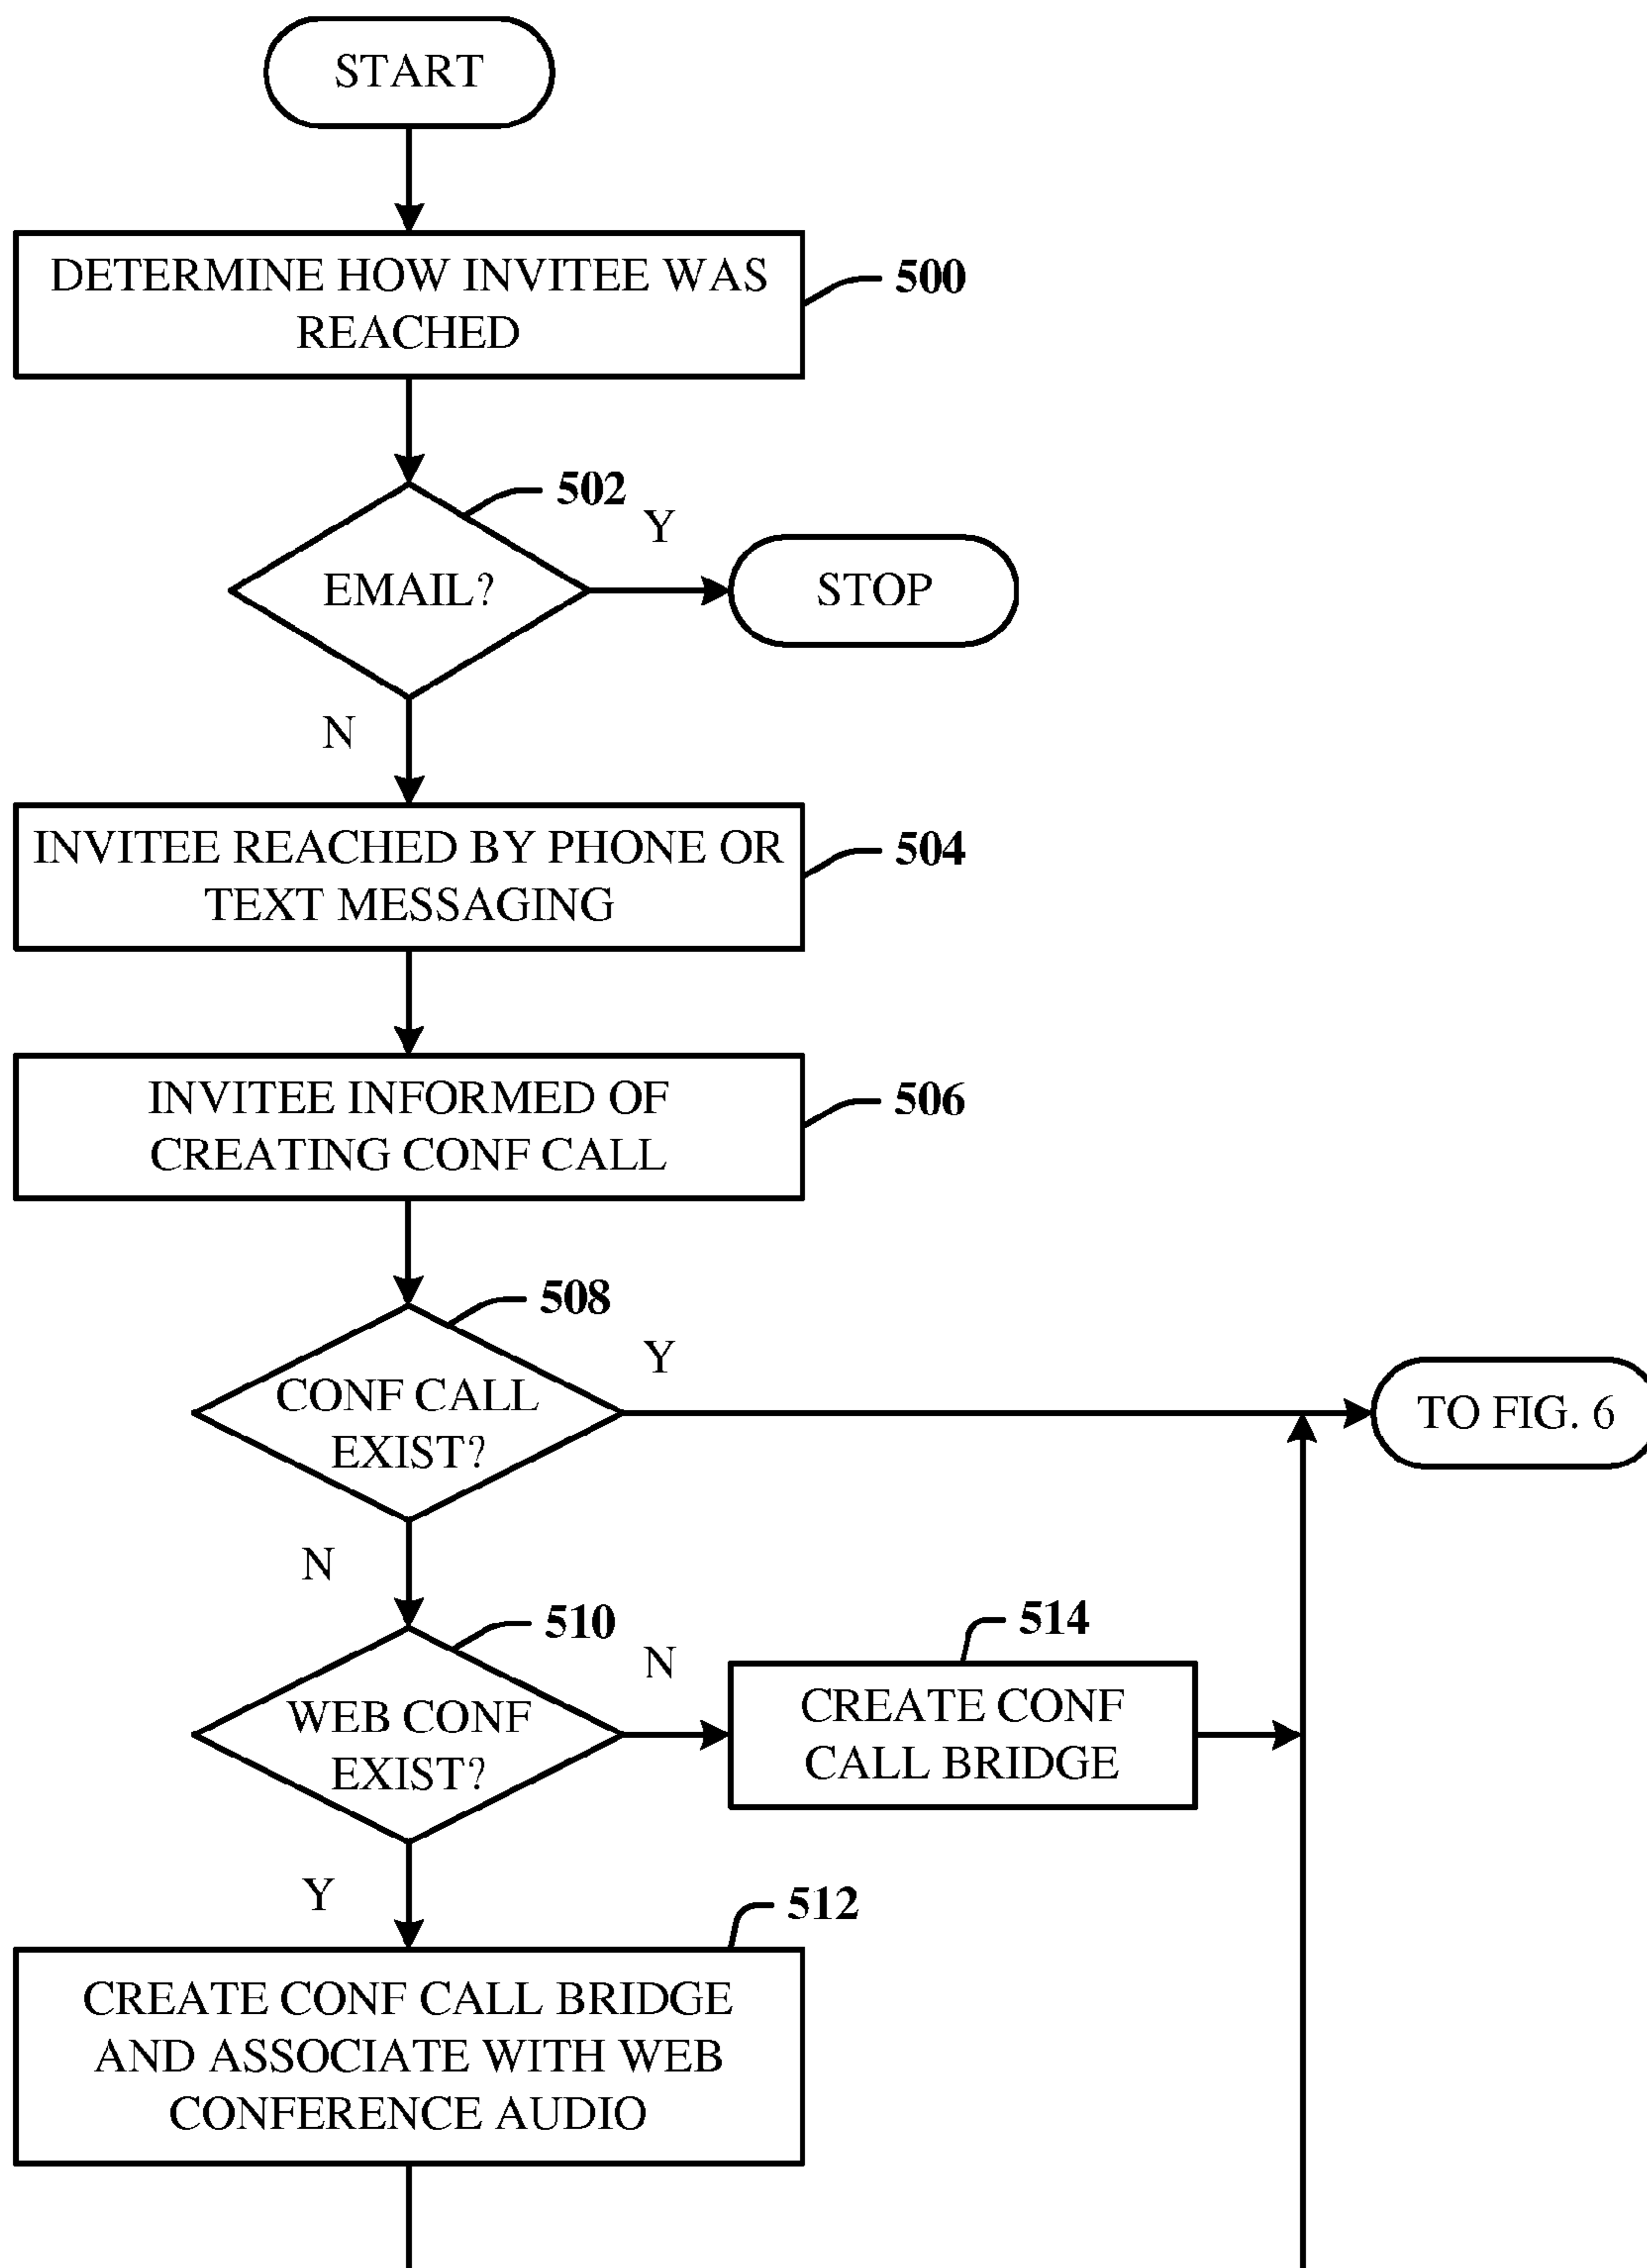 START
DETERMINE HOW INVITEE WAS
REACHED
500
502
EMAIL?
Y
STOP
N
INVITEE REACHED BY PHONE OR
TEXT MESSAGING
504
INVITEE INFORMED OF
CREATING CONF CALL
506
508
CONF CALL
EXIST?
Y
TO FIG. 6
N
510
WEB CONF
EXIST?
N
514
CREATE CONF
CALL BRIDGE
Y
512
CREATE CONF CALL BRIDGE
AND ASSOCIATE WITH WEB
CONFERENCE AUDIO